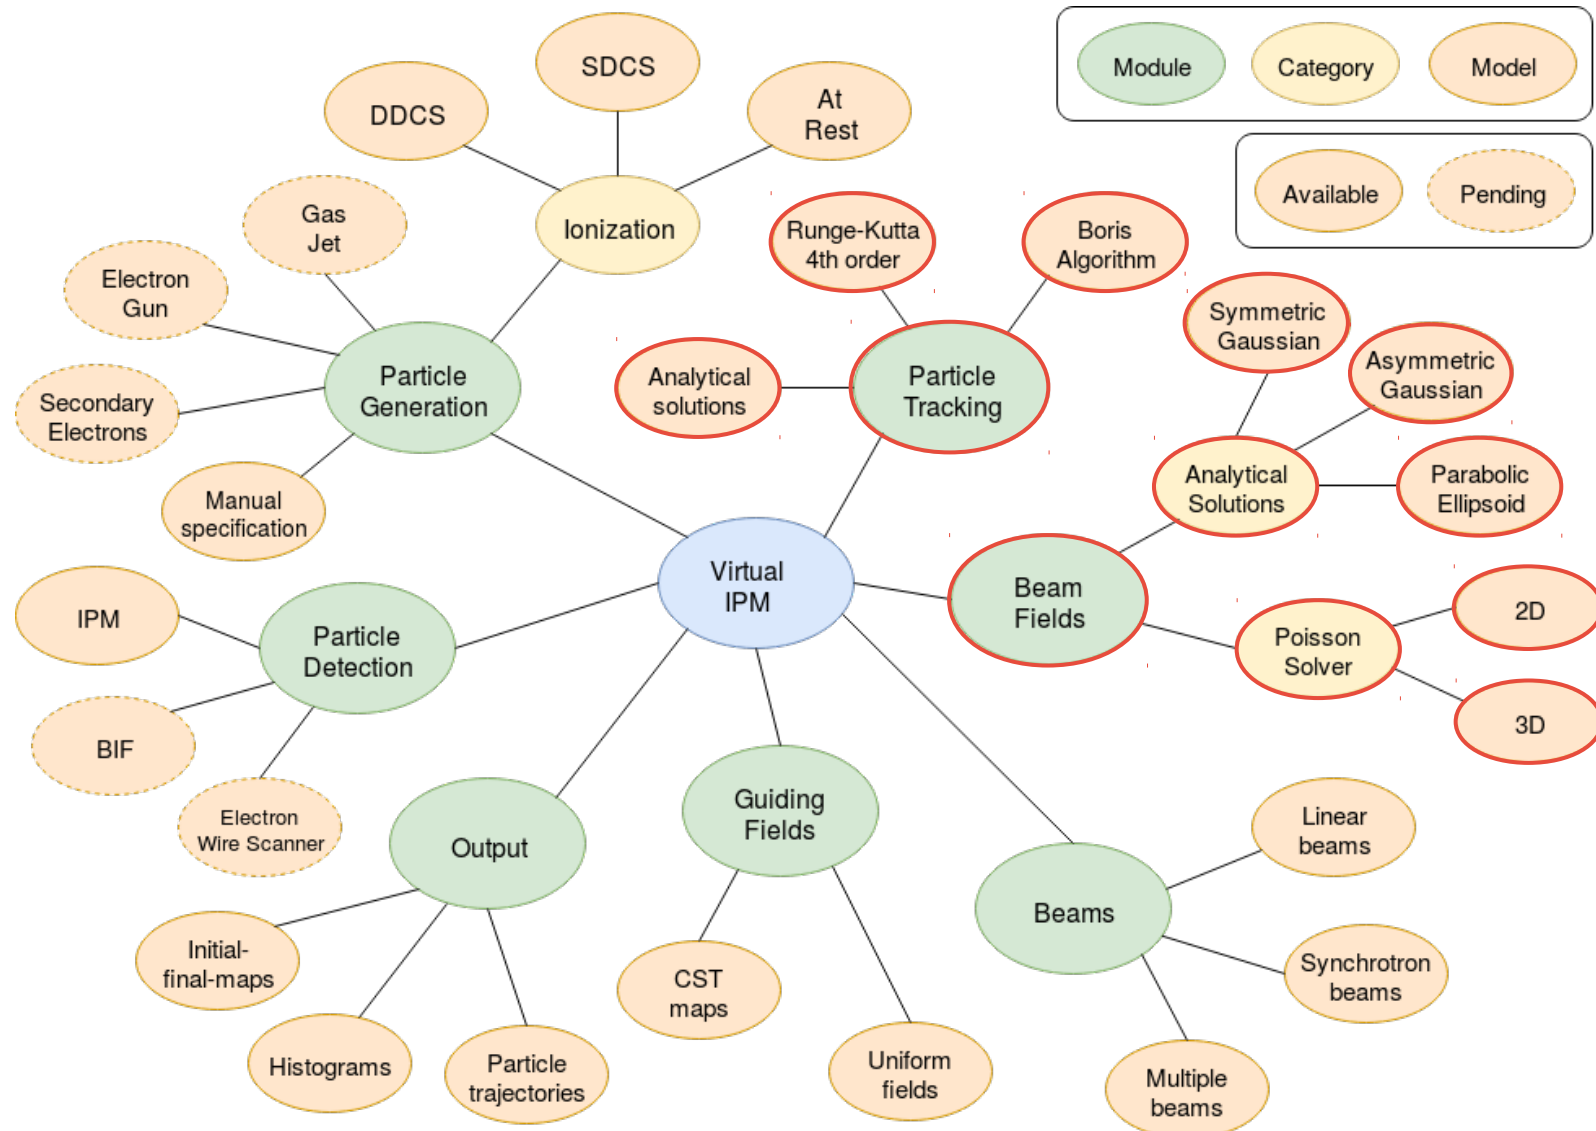 Module
Category
Model
Available
Pending
SDCS
DDCS
At
Rest
Ionization
Gas
Jet
Electron
Gun
Secondary
Electrons
Manual
specification
Particle
Generation
Runge-Kutta
4th order
Boris
Algorithm
Analytical
solutions
Particle
Tracking
Symmetric
Gaussian
Asymmetric
Gaussian
Analytical
Solutions
Parabolic
Ellipsoid
Virtual
IPM
Beam
Fields
Poisson
Solver
2D
3D
IPM
Particle
Detection
BIF
Electron
Wire Scanner
Output
Guiding
Fields
Beams
Linear
beams
Synchrotron
beams
Multiple
beams
Initial-
final-maps
Histograms
Particle
trajectories
CST
maps
Uniform
fields